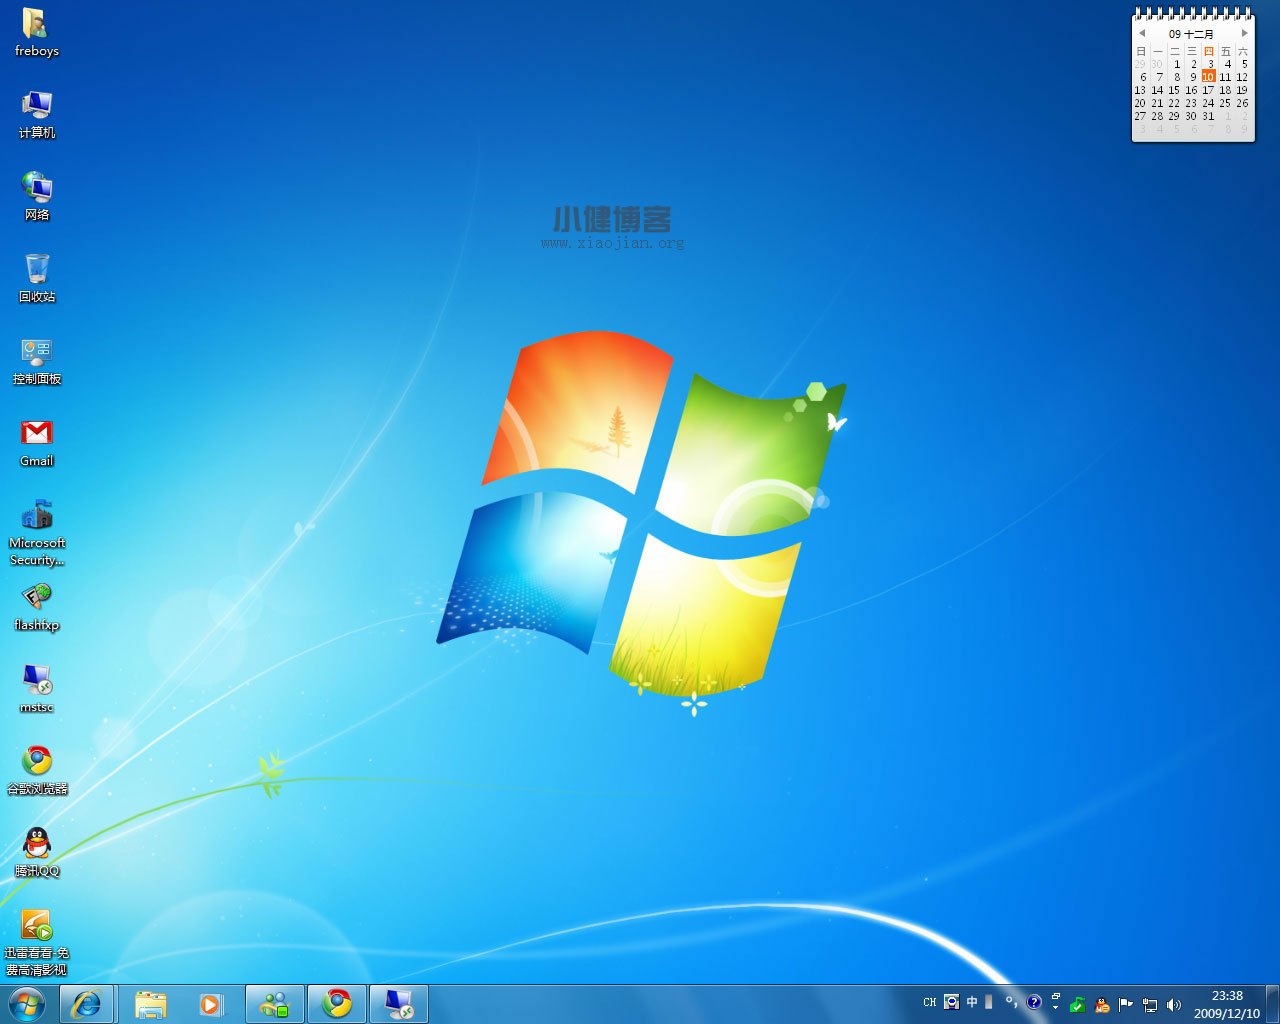 freboys
计算机
网络
回收站
控制面板
Gmail
Microsoft
Security...
flashfxp
mstsc
谷歌浏览器
腾讯QQ
迅雷看看-免
费高清影视
小健博客
www.xiaojian.org
09 十二月
日 一 二 三 四 五 六
29 30 1 2 3 4 5
6 7 8 9 10 11 12
13 14 15 16 17 18 19
20 21 22 23 24 25 26
27 28 29 30 31 1 2
3 4 5 6 7 8 9
CH 中 °,
23:38
2009/12/10